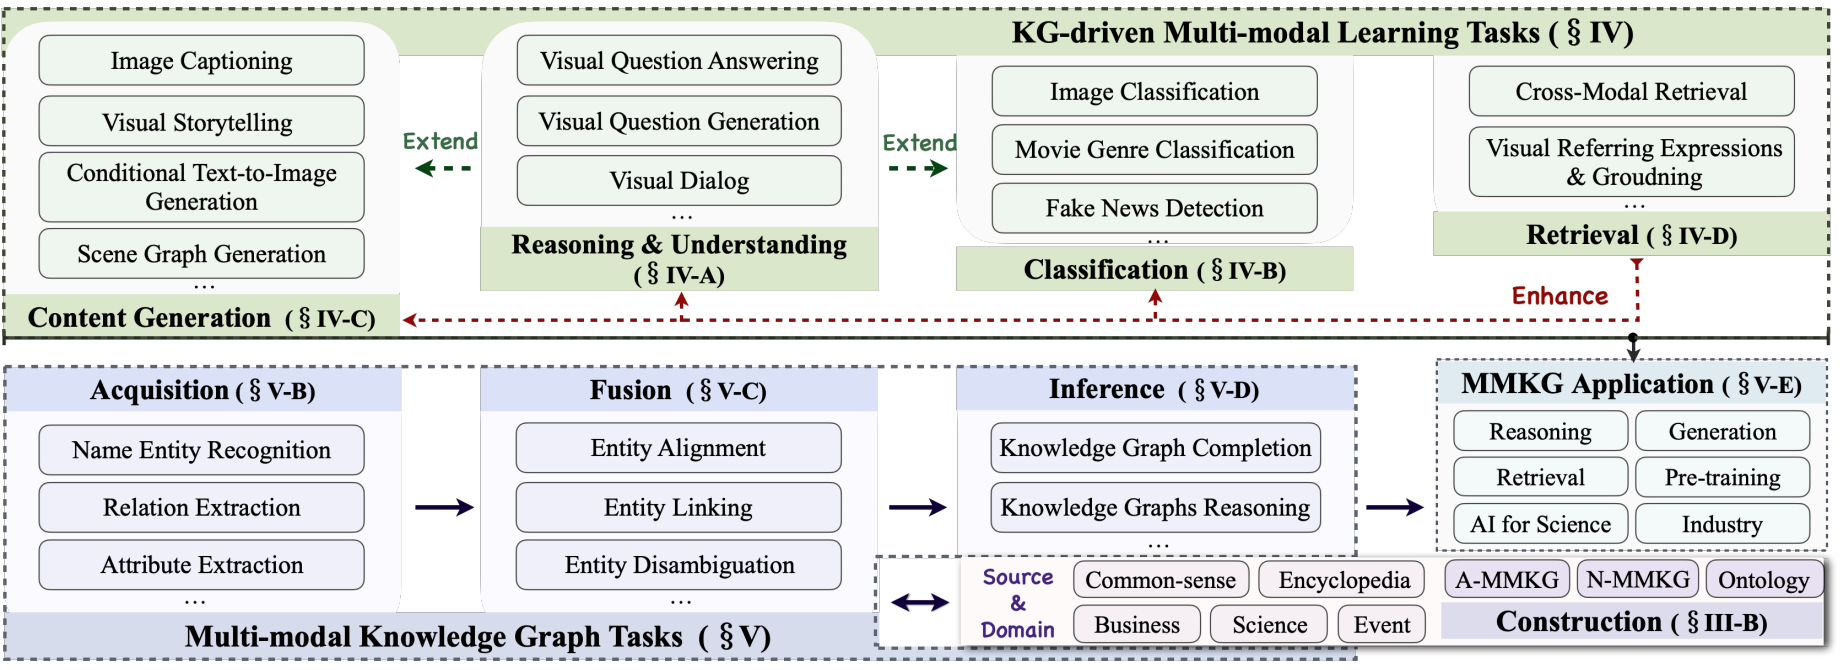 KG-driven Multi-modal Learning Tasks ( § IV)
Image Captioning
Visual Storytelling
Conditional Text-to-Image
Generation
Scene Graph Generation
...
Content Generation ( § IV-C)
Extend
Visual Question Answering
Visual Question Generation
Visual Dialog
...
Reasoning & Understanding
( § IV-A)
Extend
Image Classification
Movie Genre Classification
Fake News Detection
...
Classification ( § IV-B)
Cross-Modal Retrieval
Visual Referring Expressions
& Groudning
...
Retrieval ( § IV-D)
Enhance
Acquisition ( § V-B)
Name Entity Recognition
Relation Extraction
Attribute Extraction
...
Fusion ( § V-C)
Entity Alignment
Entity Linking
Entity Disambiguation
...
Inference ( § V-D)
Knowledge Graph Completion
Knowledge Graphs Reasoning
...
MMKG Application ( § V-E)
Reasoning
Generation
Retrieval
Pre-training
AI for Science
Industry
Multi-modal Knowledge Graph Tasks ( § V)
Source
&
Domain
Common-sense
Encyclopedia
Business
Science
Event
A-MMKG
N-MMKG
Ontology
Construction ( § III-B)